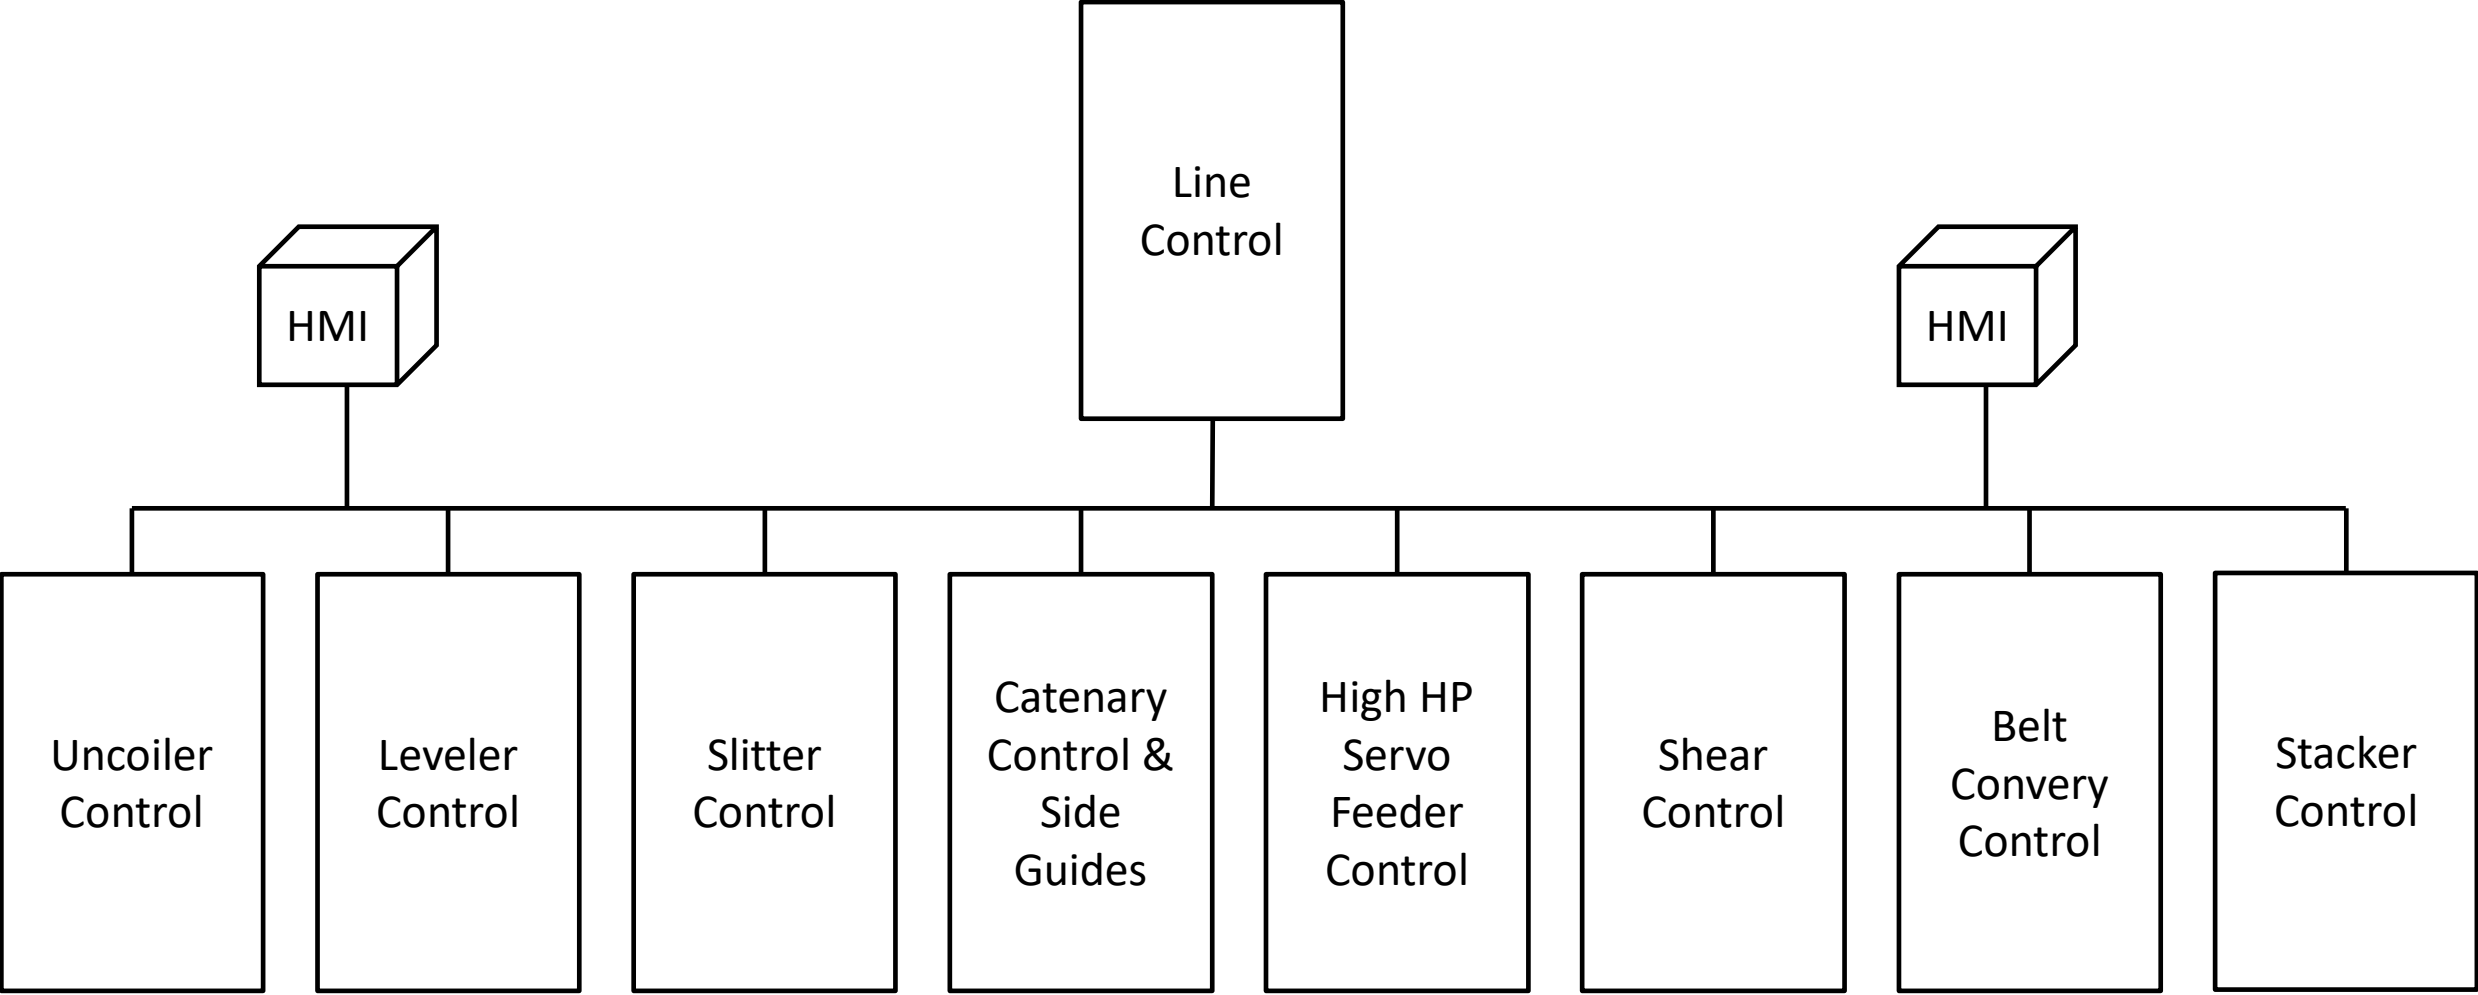 Line
Control
HMI
HMI
Uncoiler
Control
Leveler
Control
Slitter
Control
Catenary
Control &
Side
Guides
High HP
Servo
Feeder
Control
Shear
Control
Belt
Convery
Control
Stacker
Control